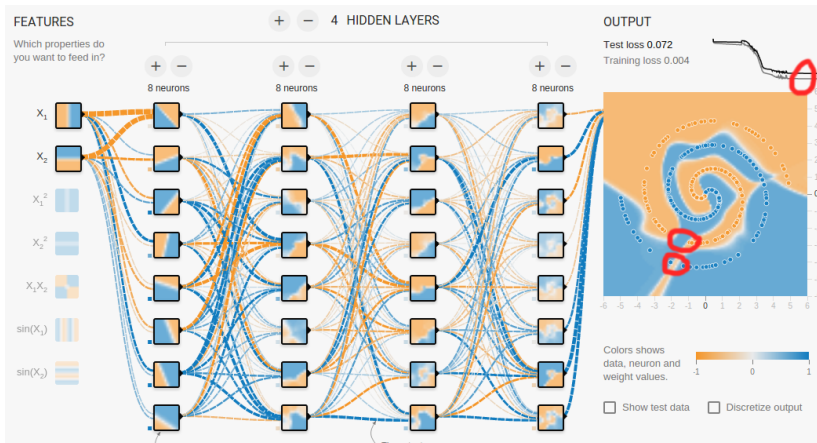 FEATURES
Which properties do
you want to feed in?
X1
X2
X1²
X2²
X1X2
sin(X1)
sin(X2)
+ − 4 HIDDEN LAYERS
+ −
8 neurons
+ −
8 neurons
+ −
8 neurons
+ −
8 neurons
OUTPUT
Test loss 0.072
Training loss 0.004
-6 -5 -4 -3 -2 -1 0 1 2 3 4 5 6
Colors shows
data, neuron and
weight values.
-1 0 1
Show test data
Discretize output